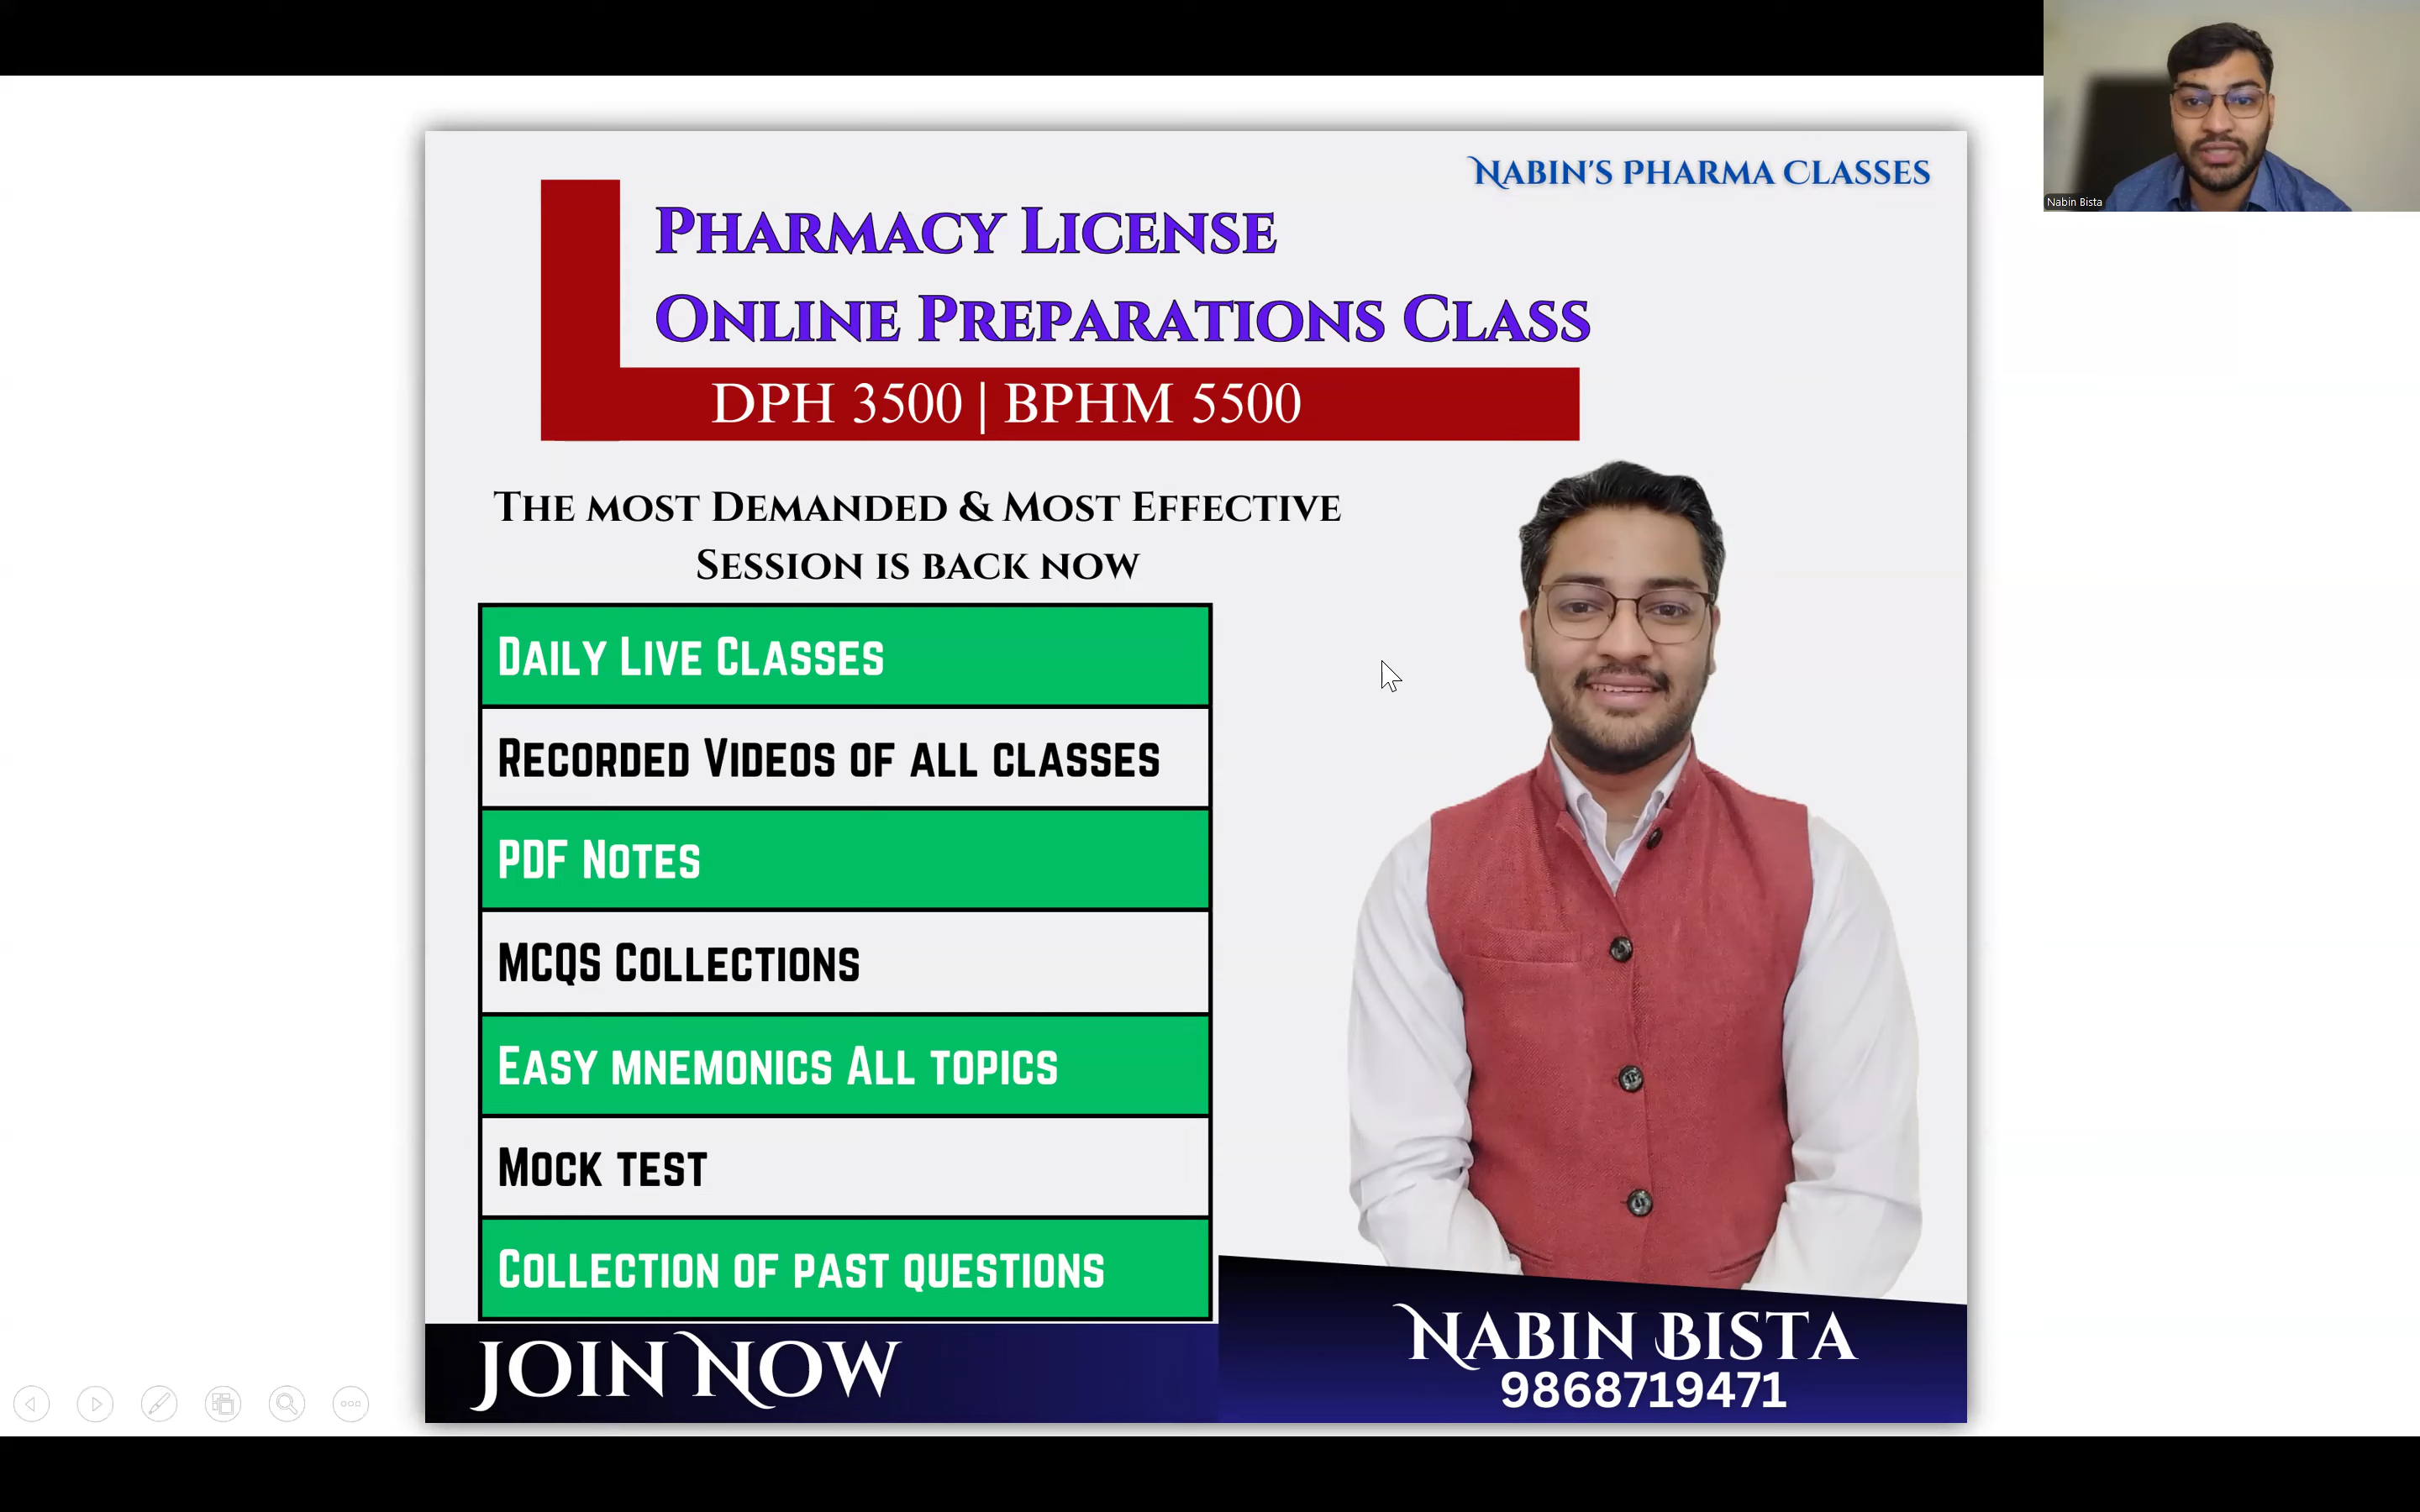 Nabin's Pharma Classes
Nabin Bista
Pharmacy License
Online Preparations Class
DPH 3500 | BPHM 5500
The most Demanded & Most Effective
Session is back now
Daily Live Classes
Recorded Videos of all classes
PDF Notes
MCQs Collections
Easy mnemonics All topics
Mock test
Collection of past questions
Join Now
Nabin Bista
9868719471